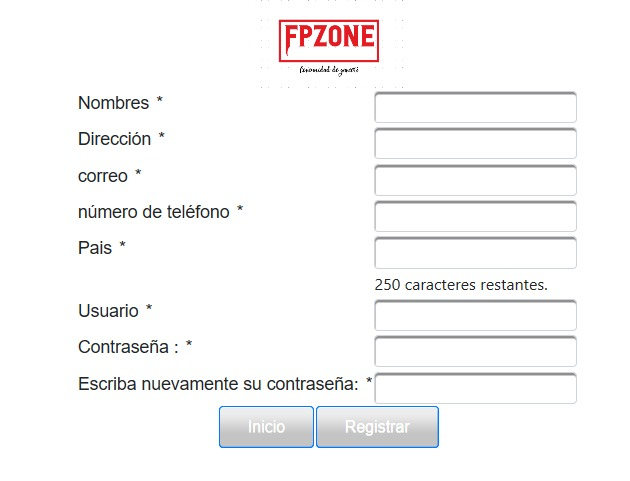 FPZONE
Nombres *
Dirección *
correo *
número de teléfono *
Pais *
250 caracteres restantes.
Usuario *
Contraseña : *
Escriba nuevamente su contraseña: *
Inicio Registrar